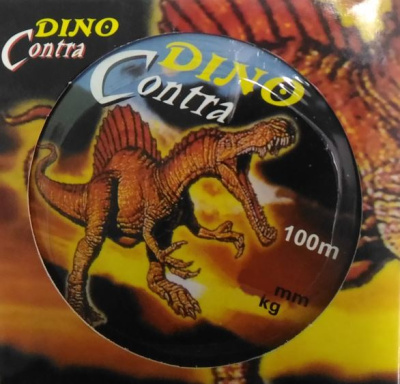 DINO
Contra
DINO
Contra
100m
mm
kg